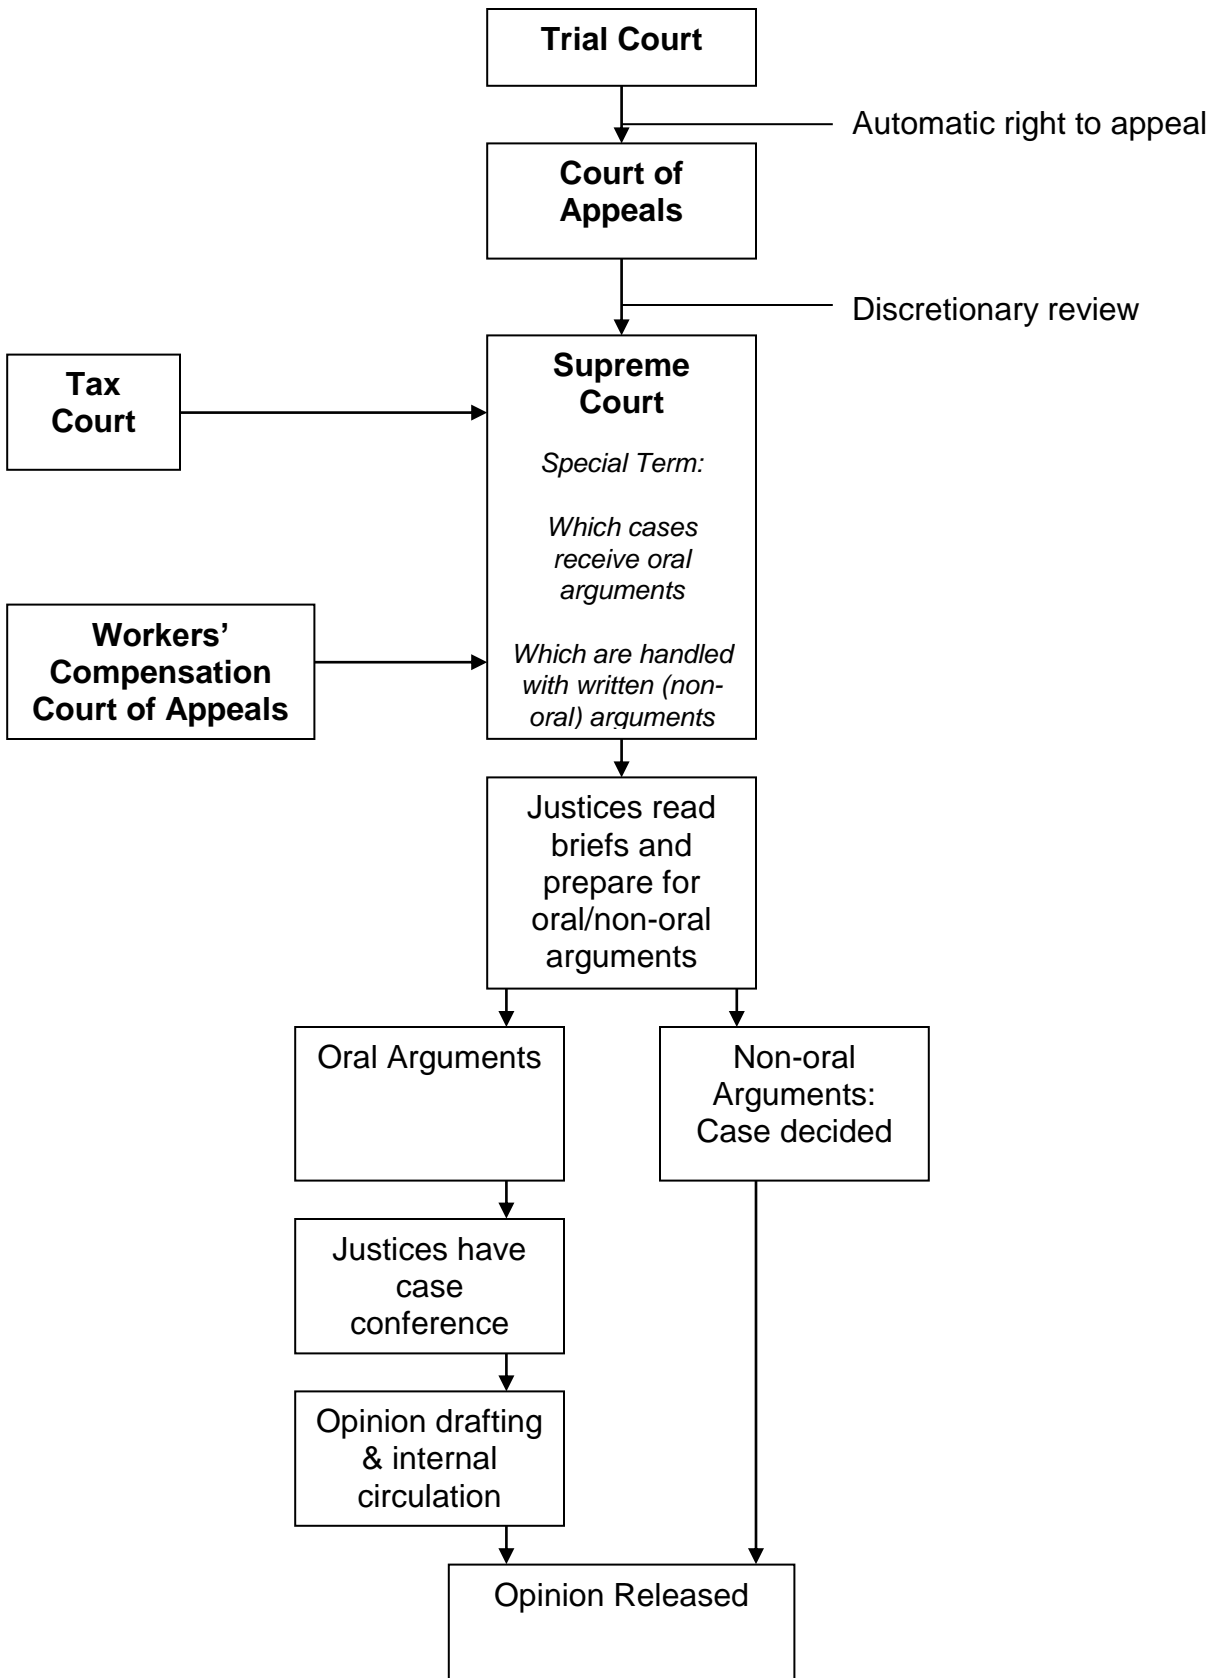 Trial Court
Automatic right to appeal
Court of
Appeals
Discretionary review
Tax
Court
Supreme
Court
Special Term:
Which cases
receive oral
arguments
Which are handled
with written (non-
oral) arguments
Workers’
Compensation
Court of Appeals
Justices read
briefs and
prepare for
oral/non-oral
arguments
Oral Arguments
Non-oral
Arguments:
Case decided
Justices have
case
conference
Opinion drafting
& internal
circulation
Opinion Released